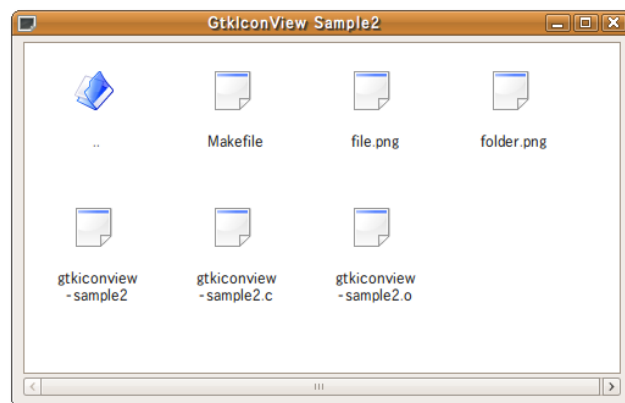 GtkIconView Sample2
..
Makefile
file.png
folder.png
gtkiconview
-sample2
gtkiconview
-sample2.c
gtkiconview
-sample2.o